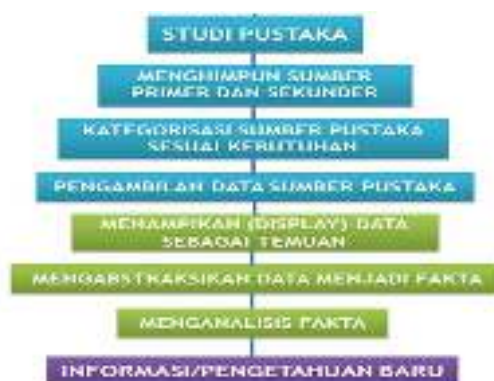 STUDI PUSTAKA
MENGHIMPUN SUMBER
PRIMER DAN SEKUNDER
KATEGORISASI SUMBER PUSTAKA
SESUAI KEBUTUHAN
PENGAMBILAN DATA SUMBER PUSTAKA
MENAMPIKAN (DISPLAY) DATA
SEBAGAI TEMUAN
MENGABSTRAKSIKAN DATA MENJADI FAKTA
MENGANALISIS FAKTA
INFORMASI/PENGETAHUAN BARU